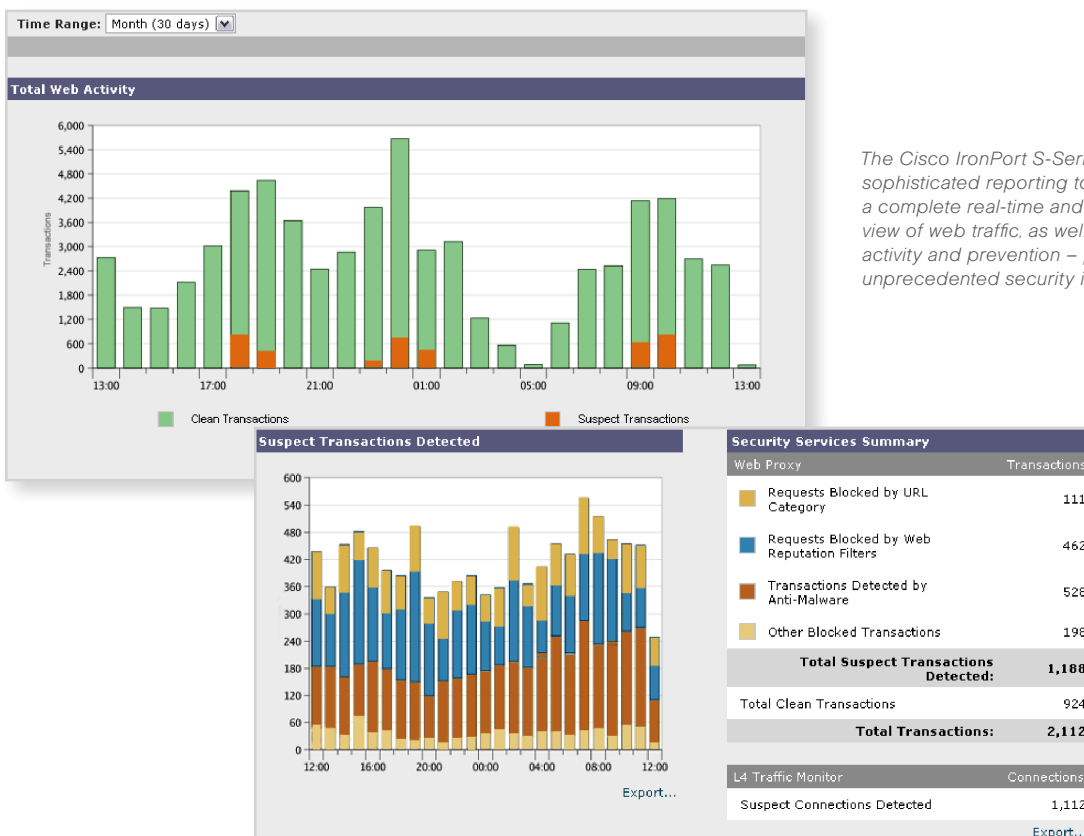 Time Range: Month (30 days)
Total Web Activity
6,000
5,400
4,800
4,200
3,600
3,000
2,400
1,800
1,200
600
0
Transactions
13:00 17:00 21:00 01:00 05:00 09:00 13:00
Clean Transactions Suspect Transactions
The Cisco IronPort
sophisticated reporting
a complete real-time and
view of web traffic, as
activity and prevention –
unprecedented security
Suspect Transactions Detected
600
540
480
420
360
300
240
180
120
60
0
12:00 16:00 20:00 00:00 04:00 08:00 12:00
Export...
Security Services Summary
Web Proxy Transactions
Requests Blocked by URL
Category 111
Requests Blocked by Web
Reputation Filters 462
Transactions Detected by
Anti-Malware 528
Other Blocked Transactions 198
Total Suspect Transactions
Detected: 1,188
Total Clean Transactions 924
Total Transactions: 2,112
L4 Traffic Monitor Connections
Suspect Connections Detected 1,112
Export...